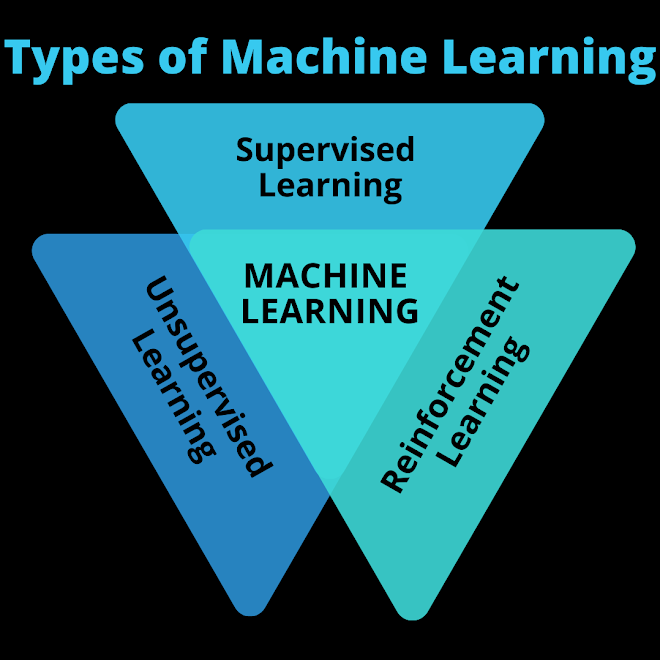 Types of Machine Learning
Supervised
Learning
MACHINE
LEARNING
Unsupervised
Learning
Reinforcement
Learning